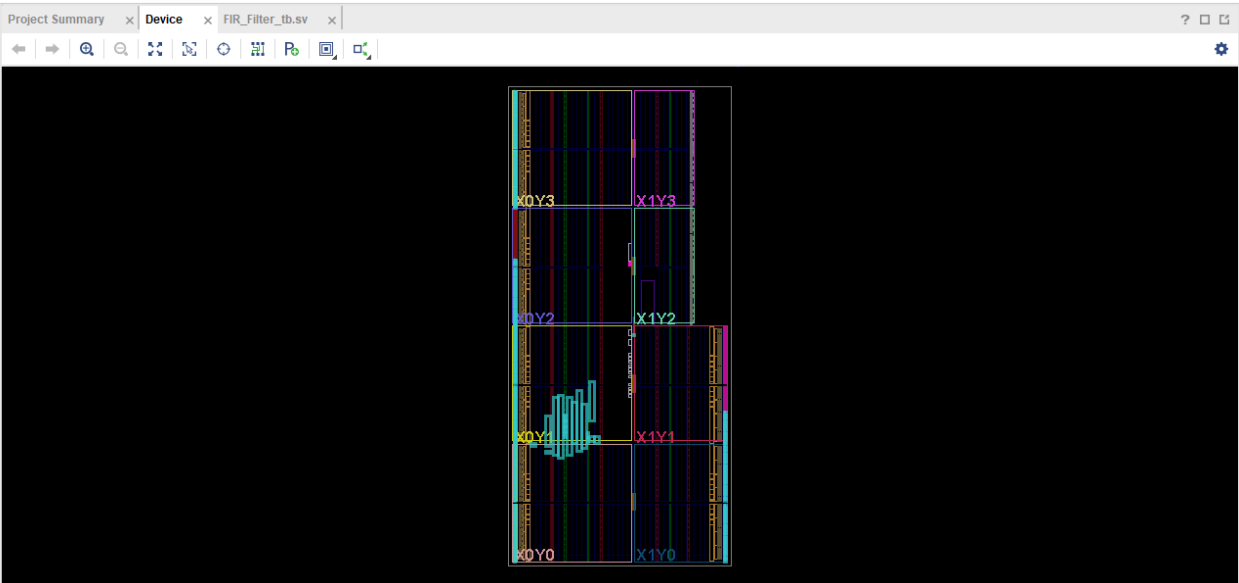 Project Summary × Device × FIR_Filter_tb.sv ×
X0Y3 X1Y3
X0Y2 X1Y2
X0Y1 X1Y1
X0Y0 X1Y0